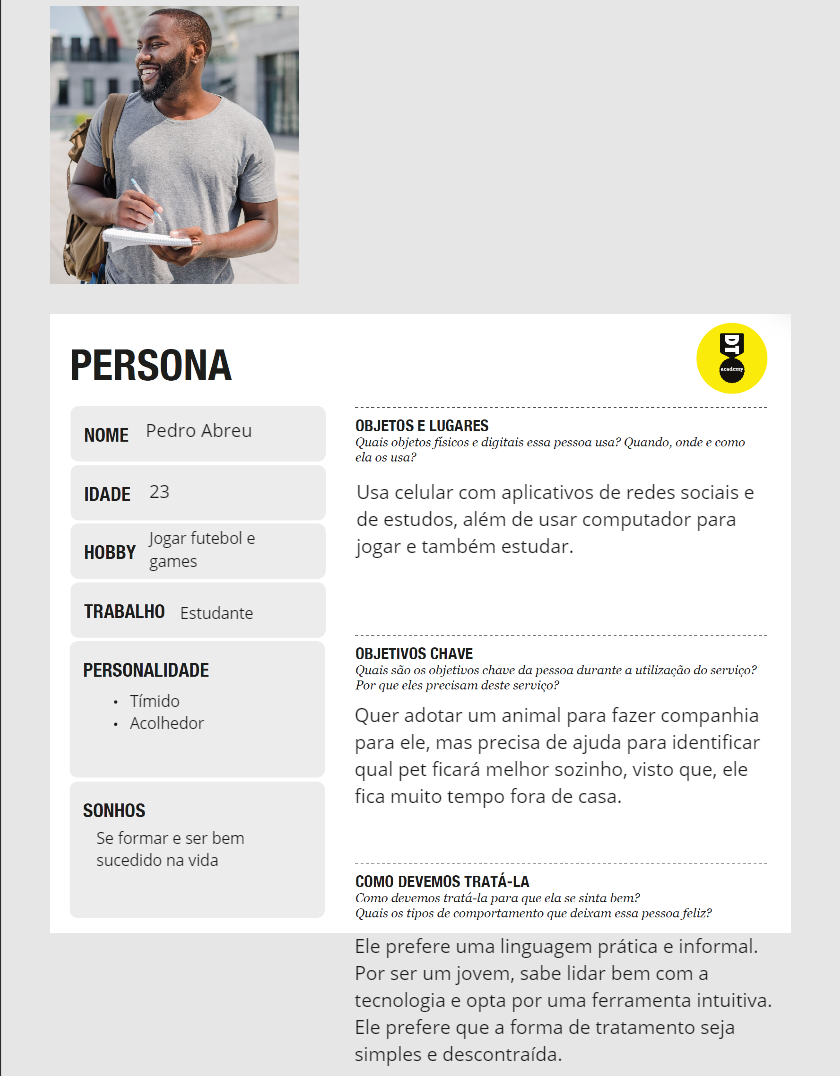 PERSONA
DT
academy
NOME Pedro Abreu
IDADE 23
HOBBY Jogar futebol e
games
TRABALHO Estudante
PERSONALIDADE
• Tímido
• Acolhedor
SONHOS
Se formar e ser bem
sucedido na vida
OBJETOS E LUGARES
Quais objetos físicos e digitais essa pessoa usa? Quando, onde e como
ela os usa?
Usa celular com aplicativos de redes sociais e
de estudos, além de usar computador para
jogar e também estudar.
OBJETIVOS CHAVE
Quais são os objetivos chave da pessoa durante a utilização do serviço?
Por que eles precisam deste serviço?
Quer adotar um animal para fazer companhia
para ele, mas precisa de ajuda para identificar
qual pet ficará melhor sozinho, visto que, ele
fica muito tempo fora de casa.
COMO DEVEMOS TRATÁ-LA
Como devemos tratá-la para que ela se sinta bem?
Quais os tipos de comportamento que deixam essa pessoa feliz?
Ele prefere uma linguagem prática e informal.
Por ser um jovem, sabe lidar bem com a
tecnologia e opta por uma ferramenta intuitiva.
Ele prefere que a forma de tratamento seja
simples e descontraída.